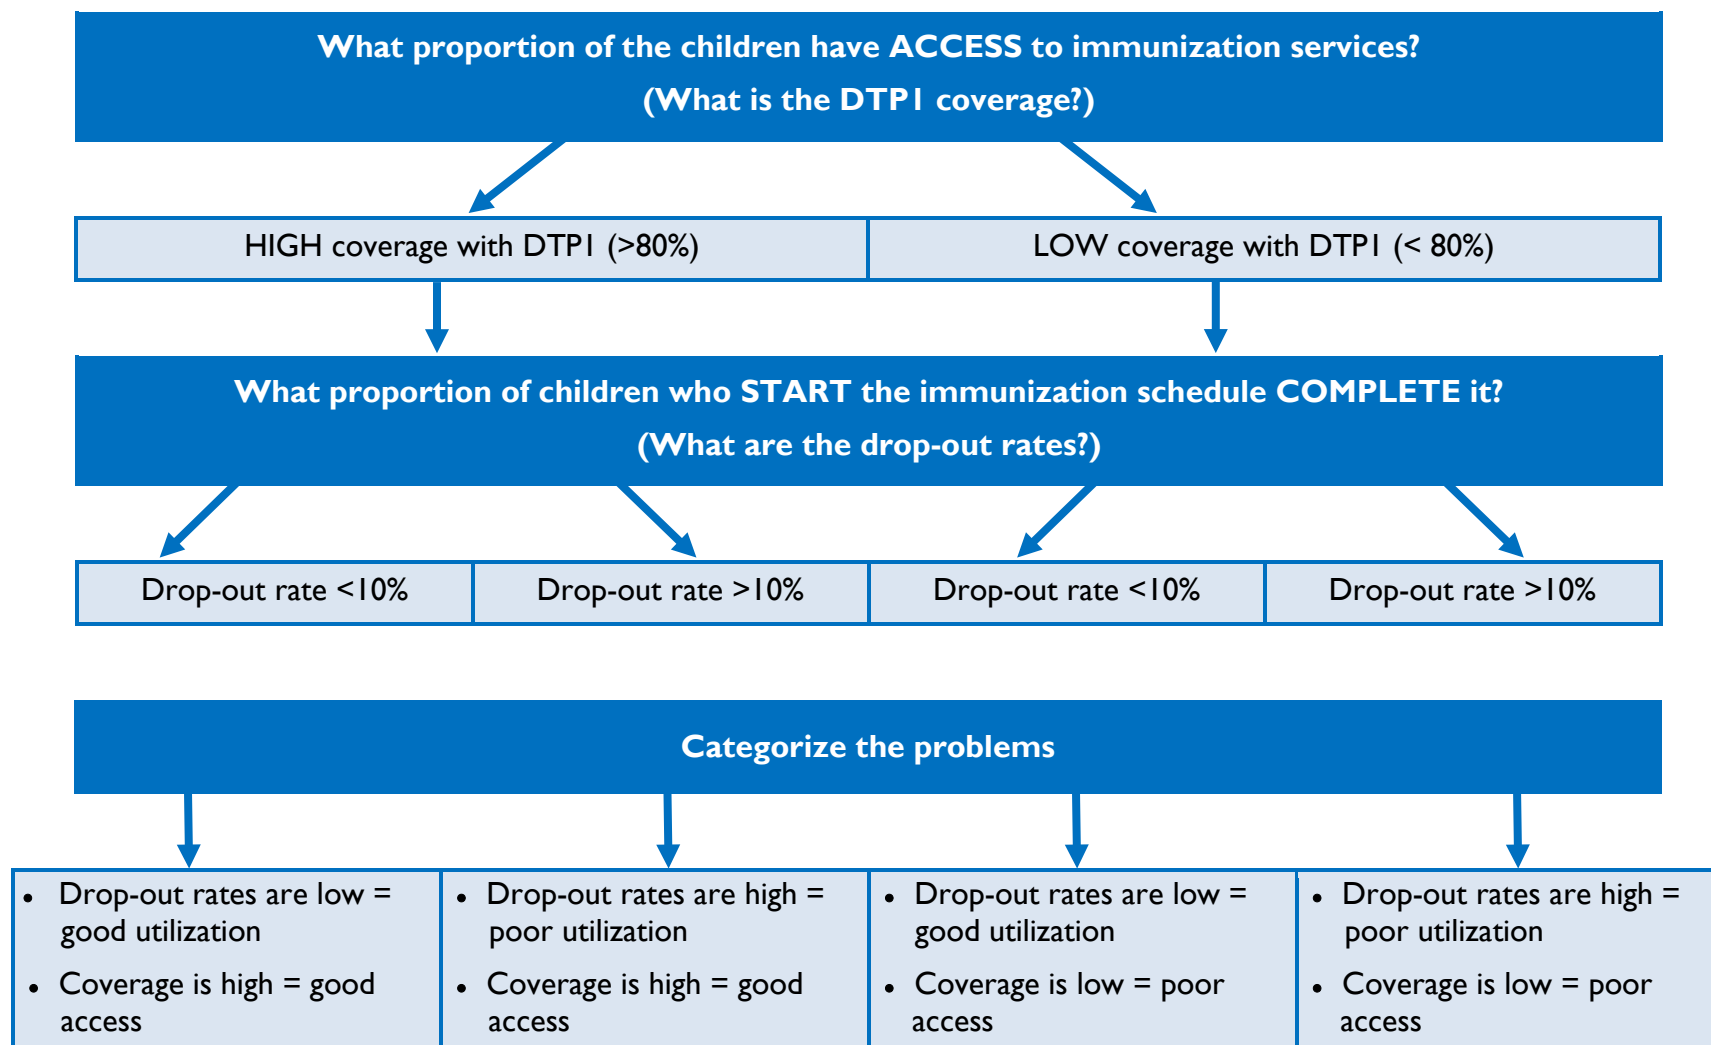 What proportion of the children have ACCESS to immunization services?
(What is the DTP1 coverage?)
HIGH coverage with DTP1 (>80%)
LOW coverage with DTP1 (< 80%)
What proportion of children who START the immunization schedule COMPLETE it?
(What are the drop-out rates?)
Drop-out rate <10%
Drop-out rate >10%
Drop-out rate <10%
Drop-out rate >10%
Categorize the problems
• Drop-out rates are low =
good utilization
• Coverage is high = good
access
• Drop-out rates are high =
poor utilization
• Coverage is high = good
access
• Drop-out rates are low =
good utilization
• Coverage is low = poor
access
• Drop-out rates are high =
poor utilization
• Coverage is low = poor
access